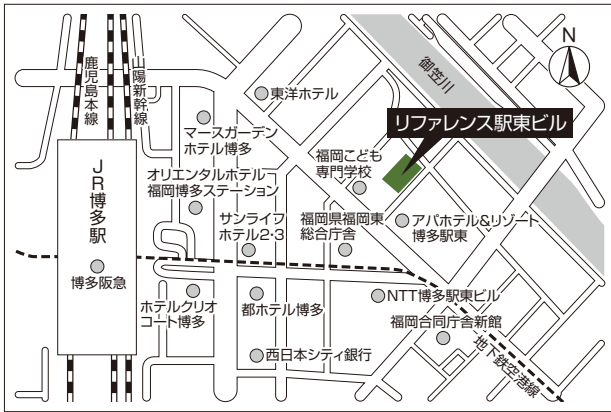 鹿児島本線
山陽新幹線
東洋ホテル
御笠川
N
マースガーデン
ホテル博多
リファレンス駅東ビル
福岡こども
専門学校
オリエンタルホテル
福岡博多ステーション
JR博多駅
サンライフ
ホテル2・3
福岡県福岡東
総合庁舎
アパホテル&リゾート
博多駅東
博多阪急
ホテルクリオ
コート博多
都ホテル博多
NTT博多駅東ビル
福岡合同庁舎新館
西日本シティ銀行
地下鉄空港線